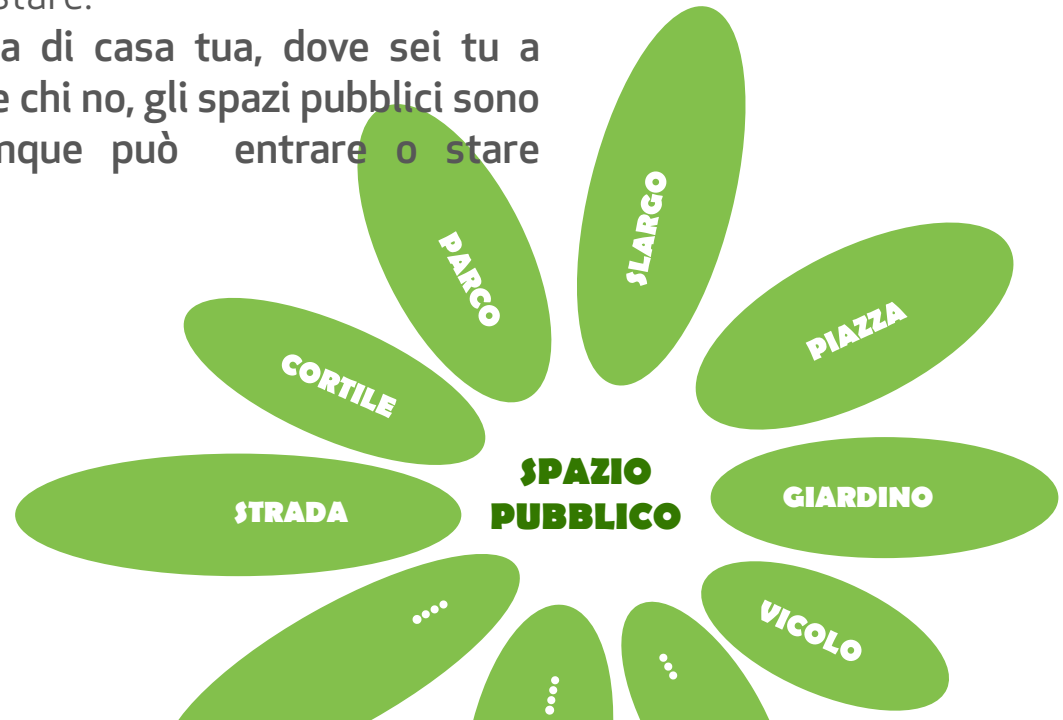 stare.
a di casa tua, dove sei tu a
e chi no, gli spazi pubblici sono
nque può entrare o stare
SLARGO
PARCO
PIAZZA
CORTILE
SPAZIO
PUBBLICO
STRADA
GIARDINO
VICOLO
....
....
...